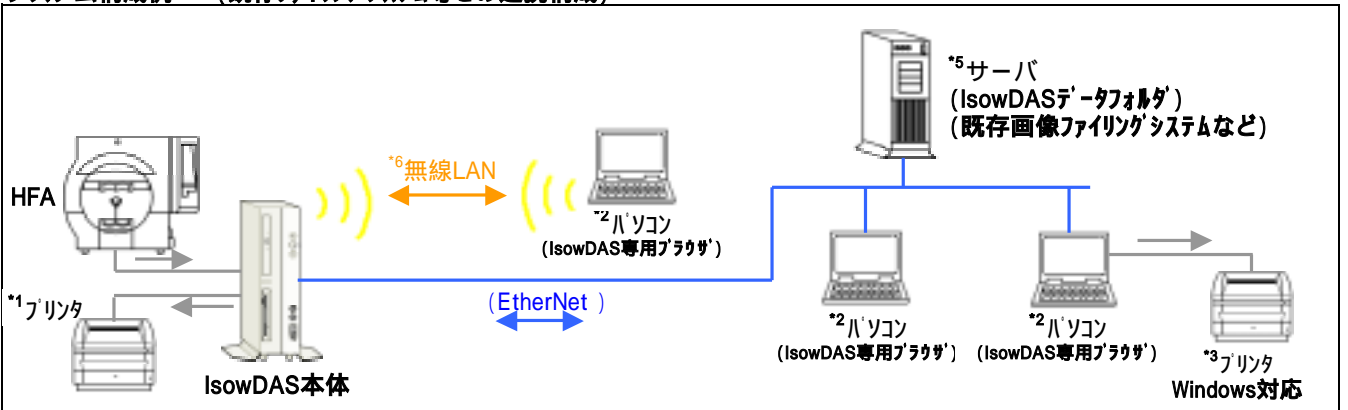 *5サーバ
(IsowDASﾃﾞｰﾀﾌｫﾙﾀﾞ)
(既存画像ﾌｧｲﾘﾝｸﾞｼｽﾃﾑなど)
*6無線LAN
HFA
*2ﾊﾟｿｺﾝ
(IsowDAS専用ﾌﾞﾗｳｻﾞ)
*1ﾌﾟﾘﾝﾀ
(EtherNet )
IsowDAS本体
*2ﾊﾟｿｺﾝ
(IsowDAS専用ﾌﾞﾗｳｻﾞ)
*2ﾊﾟｿｺﾝ
(IsowDAS専用ﾌﾞﾗｳｻﾞ)
*3ﾌﾟﾘﾝﾀ
Windows対応